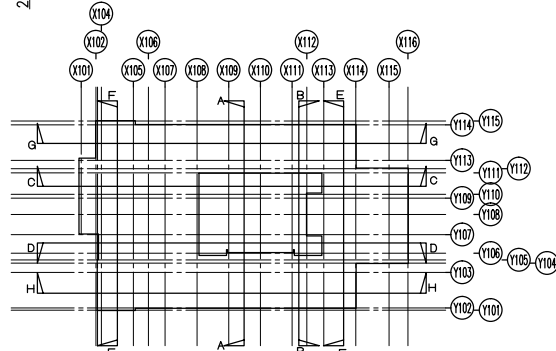 2
X104
X102 X106 X112 X116
X101 X105 X107 X108 X109 X110 X111 X113 X114 X115
F A B E
Y114 Y115
G G
Y113
Y111 Y112
C C
Y109 Y110
Y108
Y107
D D
Y106 Y105 Y104
Y103
H H
Y102 Y101
A